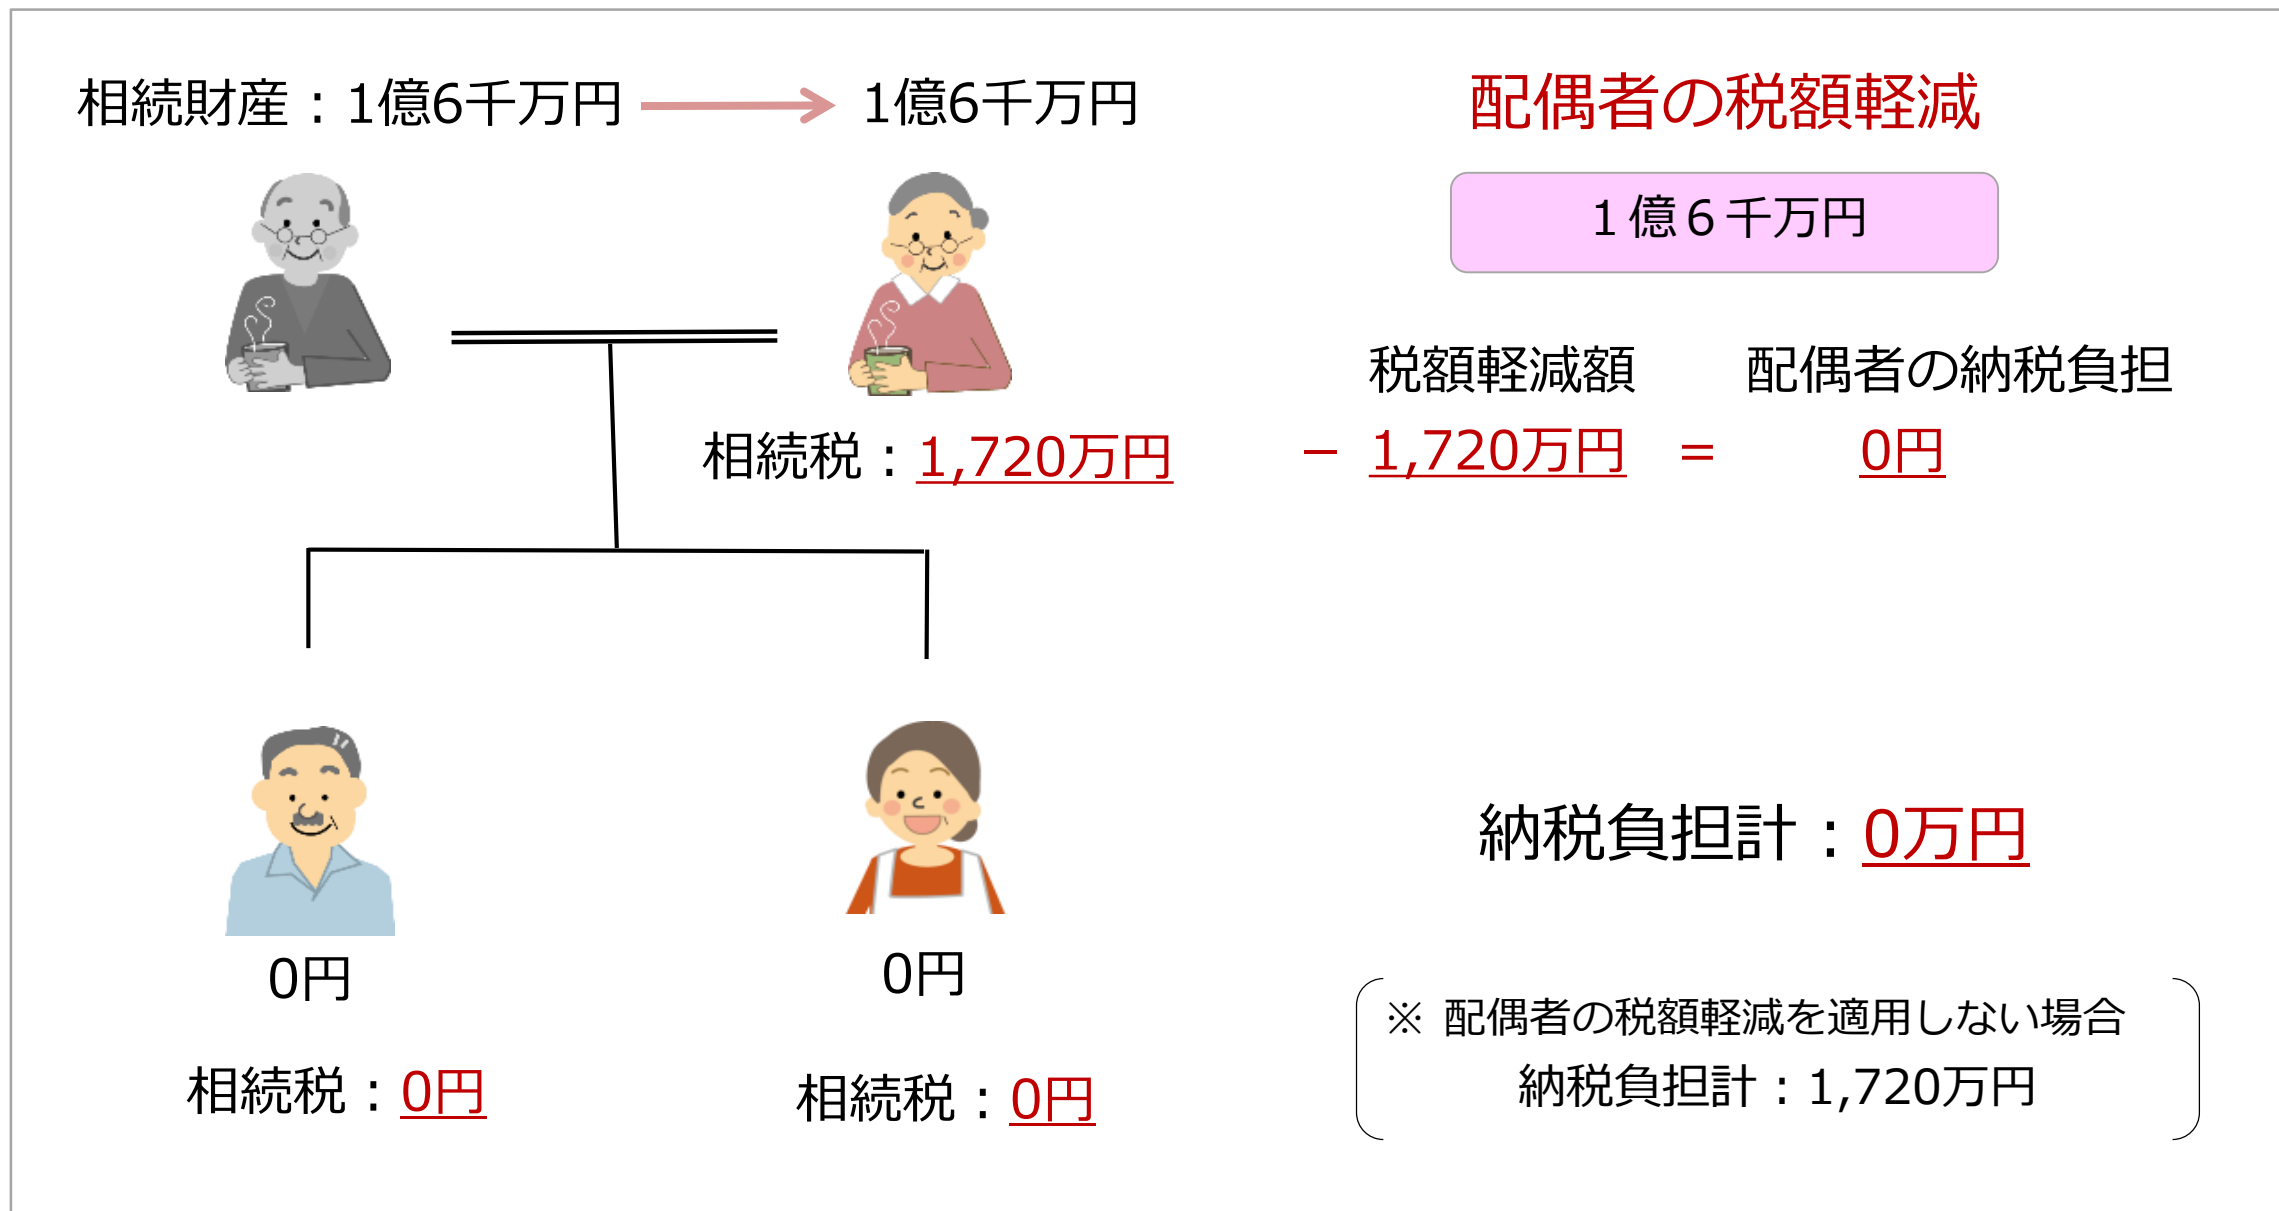 相続財産：1億6千万円 1億6千万円
配偶者の税額軽減
１億６千万円
税額軽減額 配偶者の納税負担
相続税：1,720万円 － 1,720万円 ＝ 0円
納税負担計：0万円
0円 0円
相続税：0円 相続税：0円
※ 配偶者の税額軽減を適用しない場合
納税負担計：1,720万円